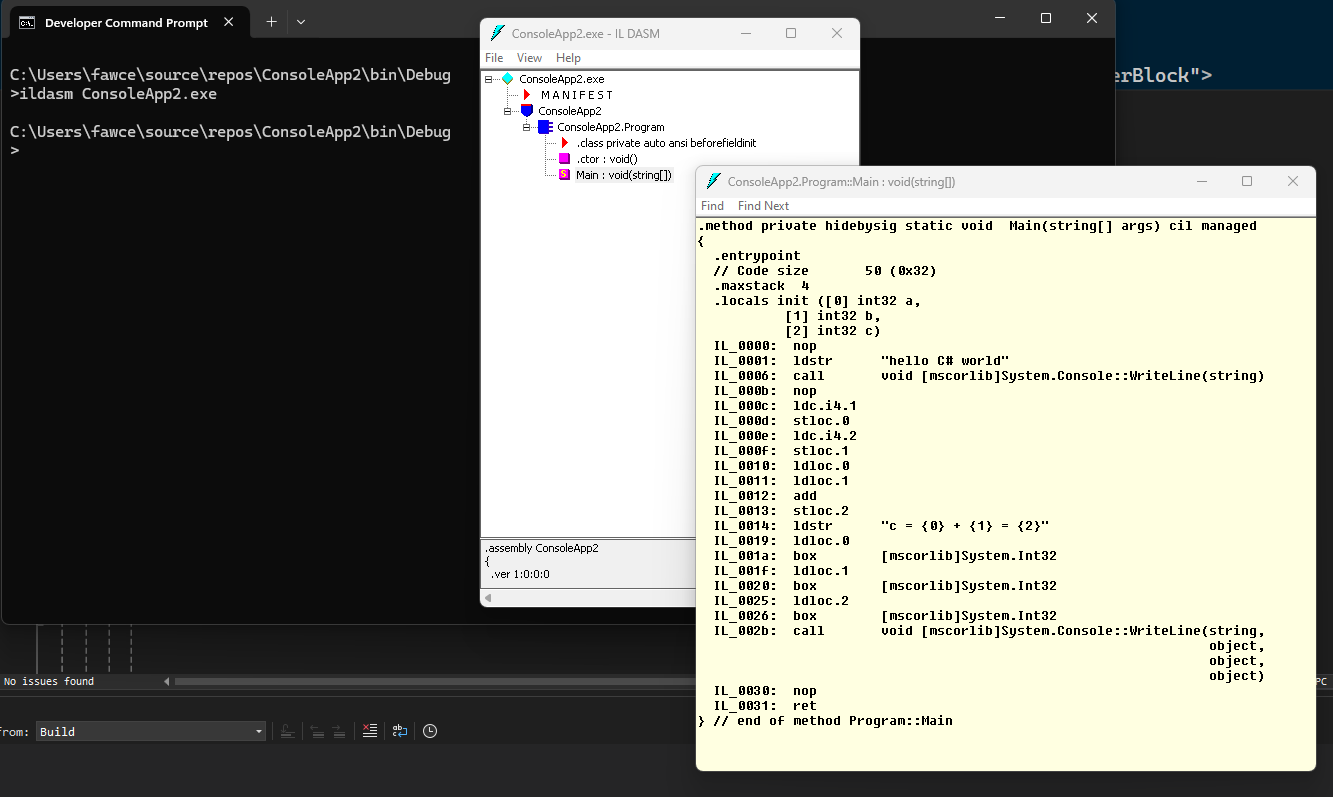 Developer Command Prompt
C:\Users\fawce\source\repos\ConsoleApp2\bin\Debug
>ildasm ConsoleApp2.exe
C:\Users\fawce\source\repos\ConsoleApp2\bin\Debug
>
erBlock">
ConsoleApp2.exe - IL DASM
File View Help
ConsoleApp2.exe
M A N I F E S T
ConsoleApp2
ConsoleApp2.Program
.class private auto ansi beforefieldinit
.ctor : void()
Main : void(string[])
.assembly ConsoleApp2
{
.ver 1:0:0:0
ConsoleApp2.Program::Main : void(string[])
Find Find Next
.method private hidebysig static void  Main(string[] args) cil managed
{
  .entrypoint
  // Code size       50 (0x32)
  .maxstack  4
  .locals init ([0] int32 a,
           [1] int32 b,
           [2] int32 c)
  IL_0000:  nop
  IL_0001:  ldstr      "hello C# world"
  IL_0006:  call       void [mscorlib]System.Console::WriteLine(string)
  IL_000b:  nop
  IL_000c:  ldc.i4.1
  IL_000d:  stloc.0
  IL_000e:  ldc.i4.2
  IL_000f:  stloc.1
  IL_0010:  ldloc.0
  IL_0011:  ldloc.1
  IL_0012:  add
  IL_0013:  stloc.2
  IL_0014:  ldstr      "c = {0} + {1} = {2}"
  IL_0019:  ldloc.0
  IL_001a:  box        [mscorlib]System.Int32
  IL_001f:  ldloc.1
  IL_0020:  box        [mscorlib]System.Int32
  IL_0025:  ldloc.2
  IL_0026:  box        [mscorlib]System.Int32
  IL_002b:  call       void [mscorlib]System.Console::WriteLine(string,
                                                                object,
                                                                object,
                                                                object)
  IL_0030:  nop
  IL_0031:  ret
} // end of method Program::Main
No issues found
PC
from: Build